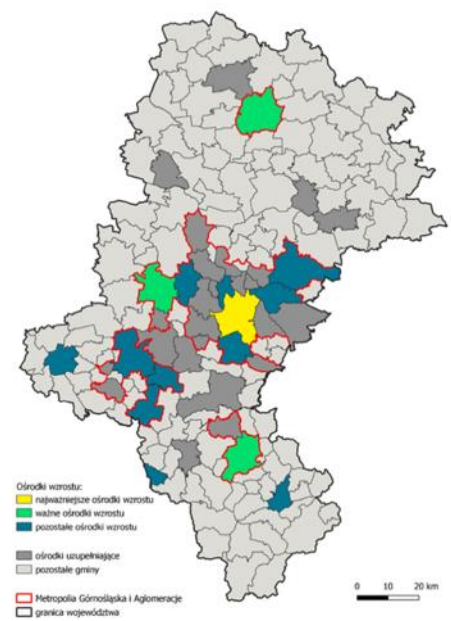 Ośrodki wzrostu:
najważniejsze ośrodki wzrostu
ważne ośrodki wzrostu
pozostałe ośrodki wzrostu
ośrodki uzupełniające
pozostałe gminy
Metropolia Górnośląska i Aglomeracje
granica województwa
0 10 20 km